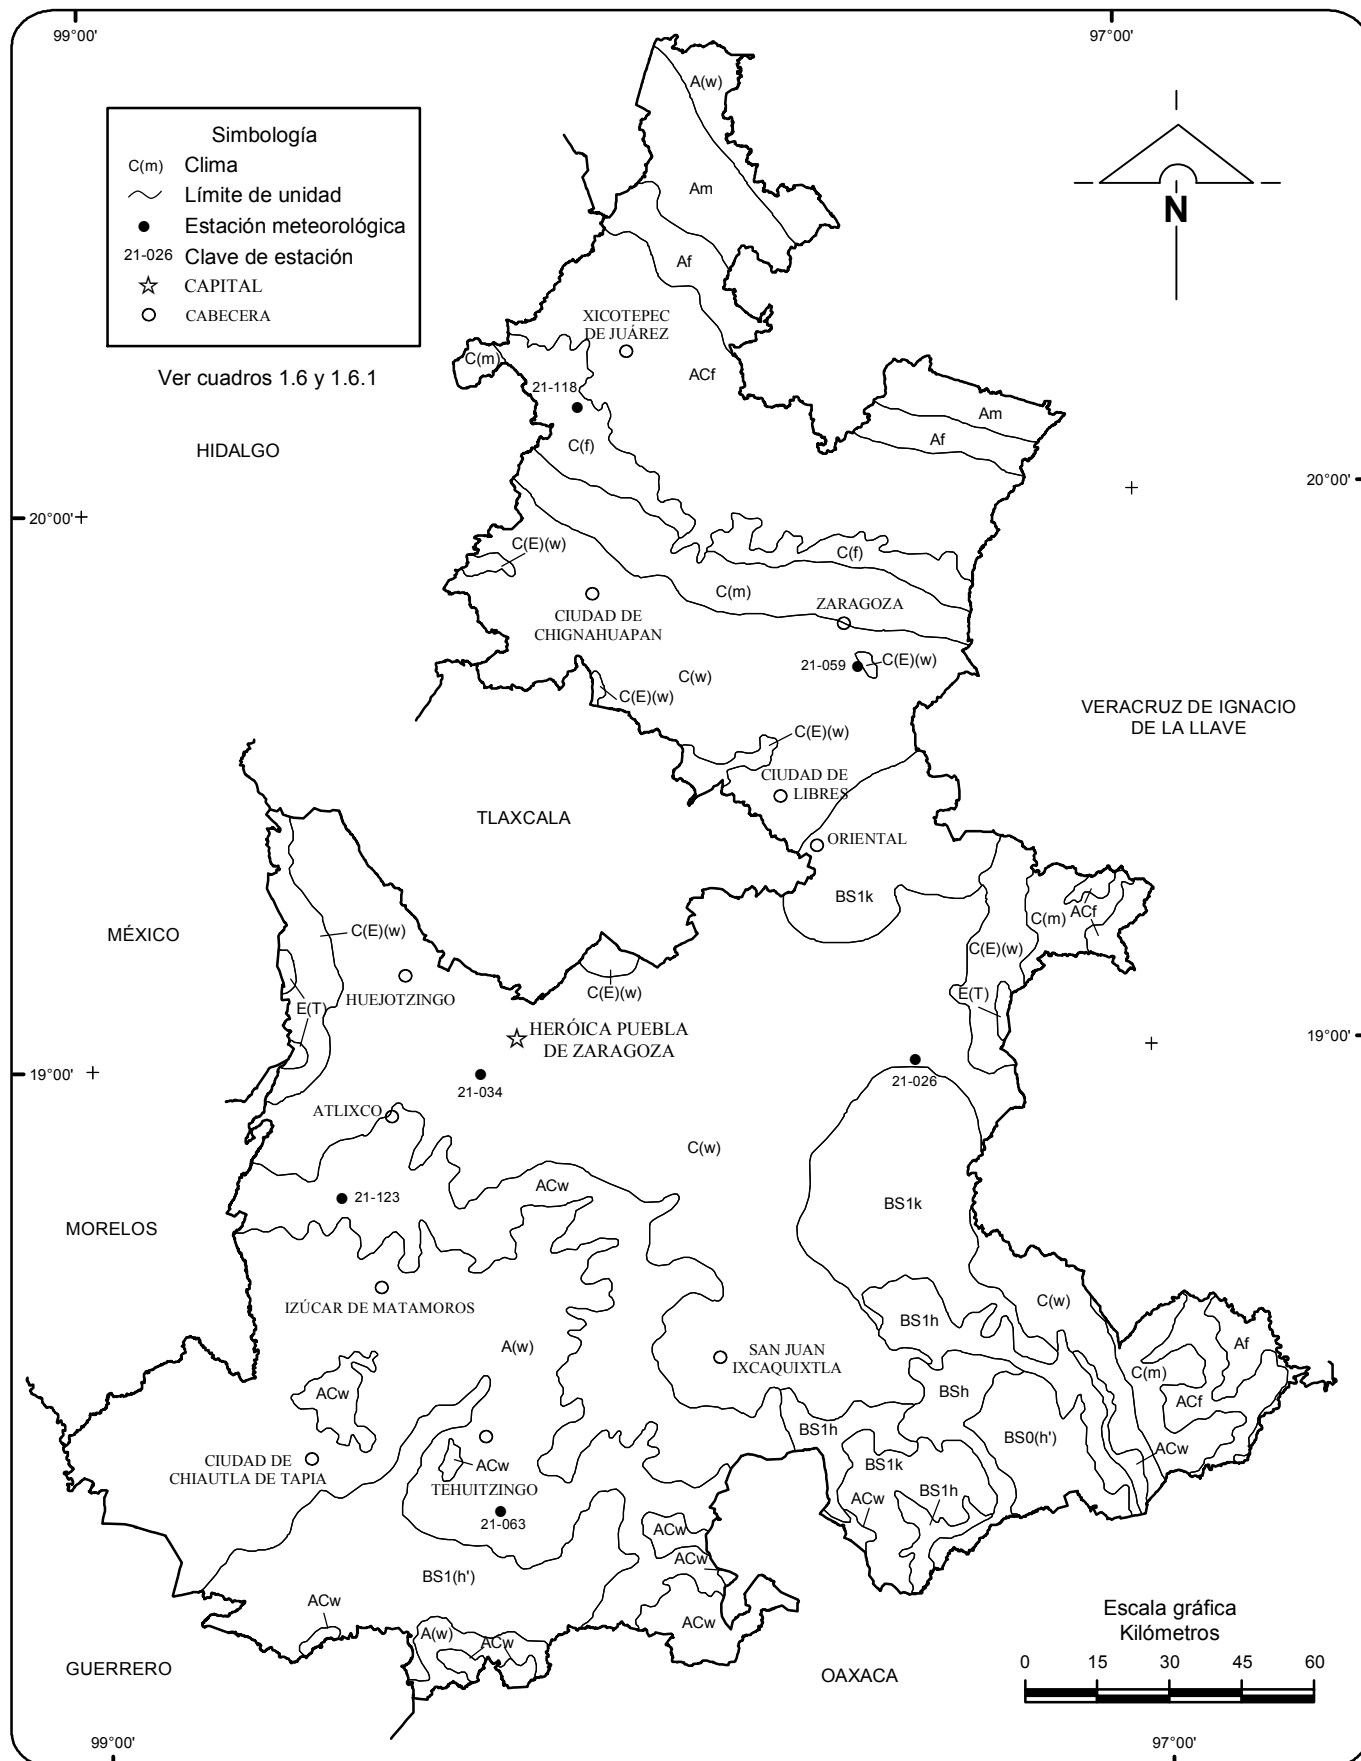 99°00'
97°00'
Simbología
C(m) Clima
Límite de unidad
Estación meteorológica
21-026 Clave de estación
CAPITAL
CABECERA
Ver cuadros 1.6 y 1.6.1
N
A(w)
Am
Af
XICOTEPEC
DE JUÁREZ
C(m)
ACf
21-118
Am
Af
C(f)
HIDALGO
20°00'
20°00'
C(E)(w)
C(f)
C(m)
ZARAGOZA
CIUDAD DE
CHIGNAHUAPAN
21-059
C(E)(w)
C(w)
C(E)(w)
VERACRUZ DE IGNACIO
DE LA LLAVE
C(E)(w)
CIUDAD DE
LIBRES
TLAXCALA
ORIENTAL
BS1k
C(m)
ACf
MÉXICO
C(E)(w)
C(E)(w)
HUEJOTZINGO
C(E)(w)
E(T)
E(T)
HERÓICA PUEBLA
DE ZARAGOZA
19°00'
19°00'
21-034
21-026
ATLIXCO
C(w)
ACw
21-123
BS1k
MORELOS
IZÚCAR DE MATAMOROS
C(w)
BS1h
A(w)
SAN JUAN
IXCAQUIXTLA
Af
C(m)
ACw
BSh
ACf
BS1h
BS0(h')
ACw
CIUDAD DE
CHIAUTLA DE TAPIA
ACw
BS1k
TEHUITZINGO
BS1h
ACw
21-063
ACw
ACw
BS1(h')
ACw
ACw
A(w)
ACw
Escala gráfica
Kilómetros
0 15 30 45 60
GUERRERO
OAXACA
99°00'
97°00'